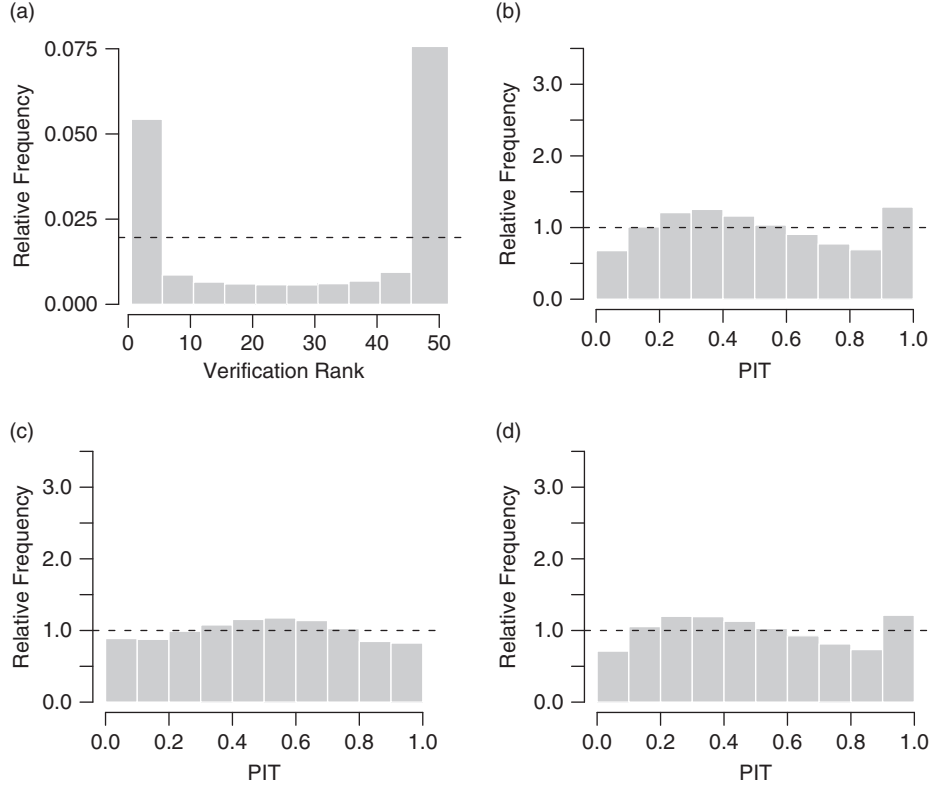 (a)
0.075
0.050
0.025
0.000
Relative Frequency
0 10 20 30 40 50
Verification Rank
(b)
3.0
2.0
1.0
0.0
Relative Frequency
0.0 0.2 0.4 0.6 0.8 1.0
PIT
(c)
3.0
2.0
1.0
0.0
Relative Frequency
0.0 0.2 0.4 0.6 0.8 1.0
PIT
(d)
3.0
2.0
1.0
0.0
Relative Frequency
0.0 0.2 0.4 0.6 0.8 1.0
PIT